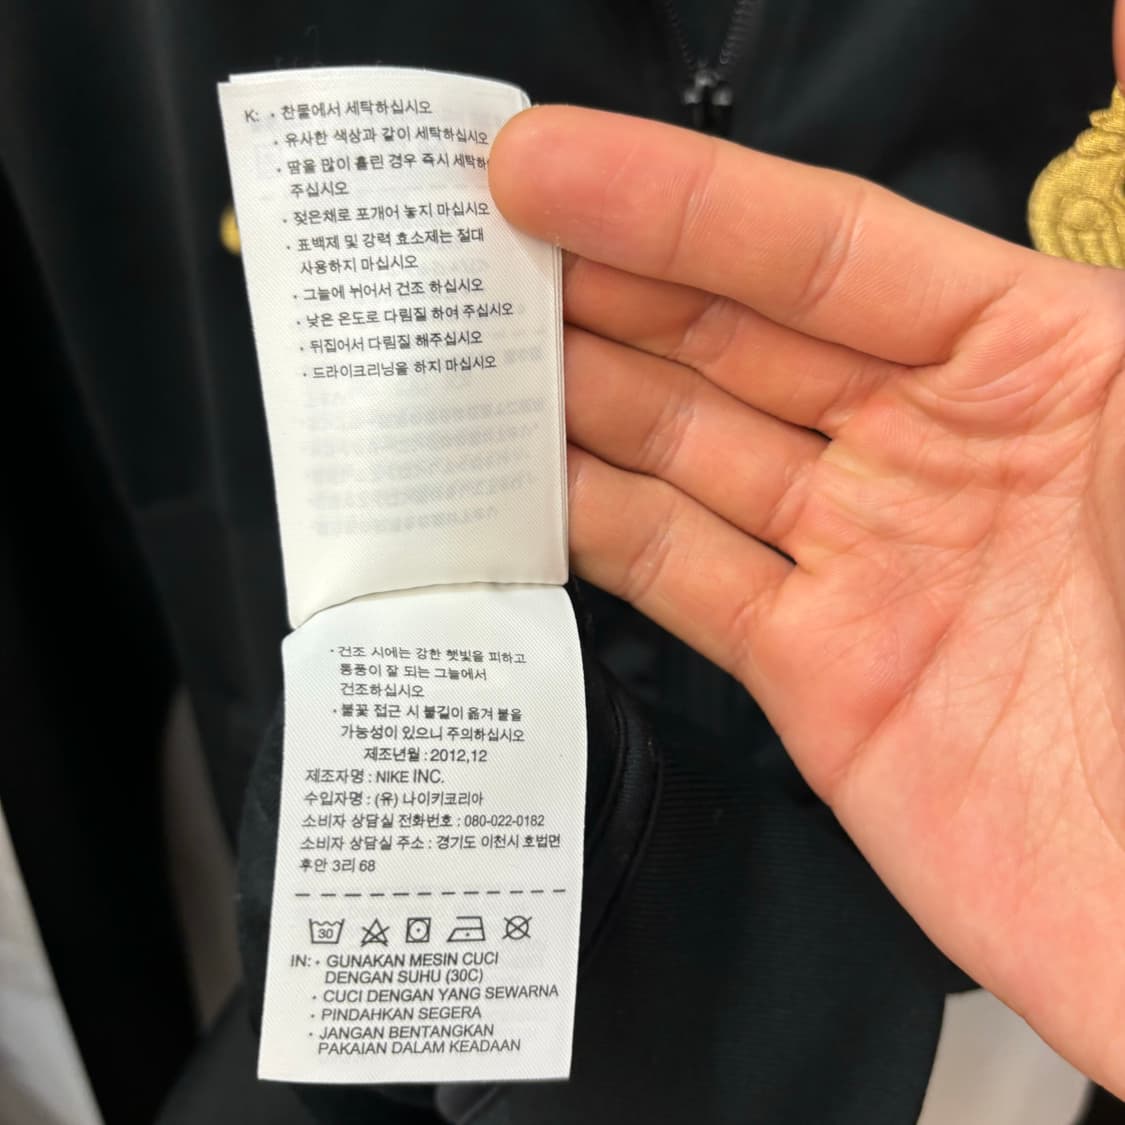 K: • 찬물에서 세탁하십시오
• 유사한 색상과 같이 세탁하십시오
• 땀을 많이 흘린 경우 즉시 세탁하
주십시오
• 젖은채로 포개어 놓지 마십시오
• 표백제 및 강력 효소제는 절대
사용하지 마십시오
• 그늘에 뉘어서 건조 하십시오
• 낮은 온도로 다림질 하여 주십시오
• 뒤집어서 다림질 해주십시오
• 드라이크리닝을 하지 마십시오
• 건조 시에는 강한 햇빛을 피하고
통풍이 잘 되는 그늘에서
건조하십시오
• 불꽃 접근 시 불길이 옮겨 붙을
가능성이 있으니 주의하십시오
제조년월 : 2012,12
제조자명 : NIKE INC.
수입자명 : (유) 나이키코리아
소비자 상담실 전화번호 : 080-022-0182
소비자 상담실 주소 : 경기도 이천시 호법면
후안 3리 68
30
IN: • GUNAKAN MESIN CUCI
DENGAN SUHU (30C)
• CUCI DENGAN YANG SEWARNA
• PINDAHKAN SEGERA
• JANGAN BENTANGKAN
PAKAIAN DALAM KEADAAN